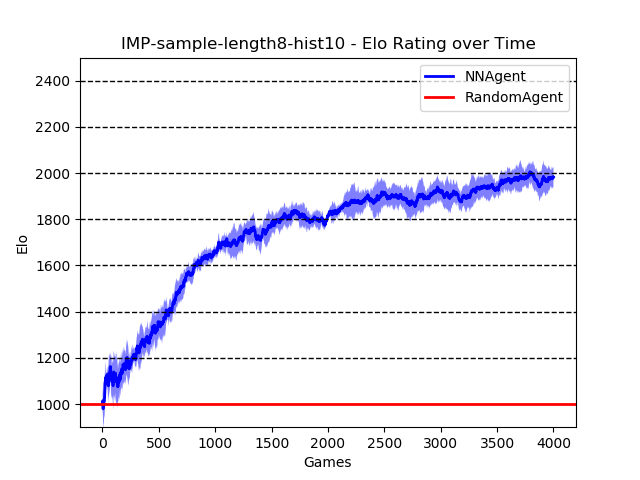 IMP-sample-length8-hist10 - Elo Rating over Time
NNAgent
RandomAgent
2400
2200
2000
1800
1600
1400
1200
1000
Elo
0 500 1000 1500 2000 2500 3000 3500 4000
Games